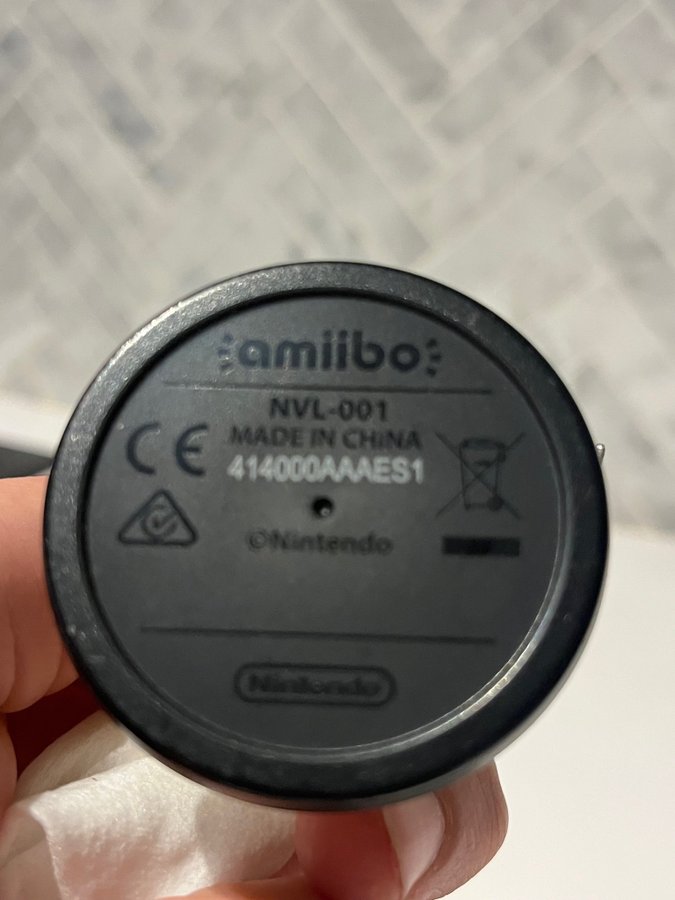 amiibo
NVL-001
MADE IN CHINA
CE
414000AAAES1
©Nintendo
Nintendo